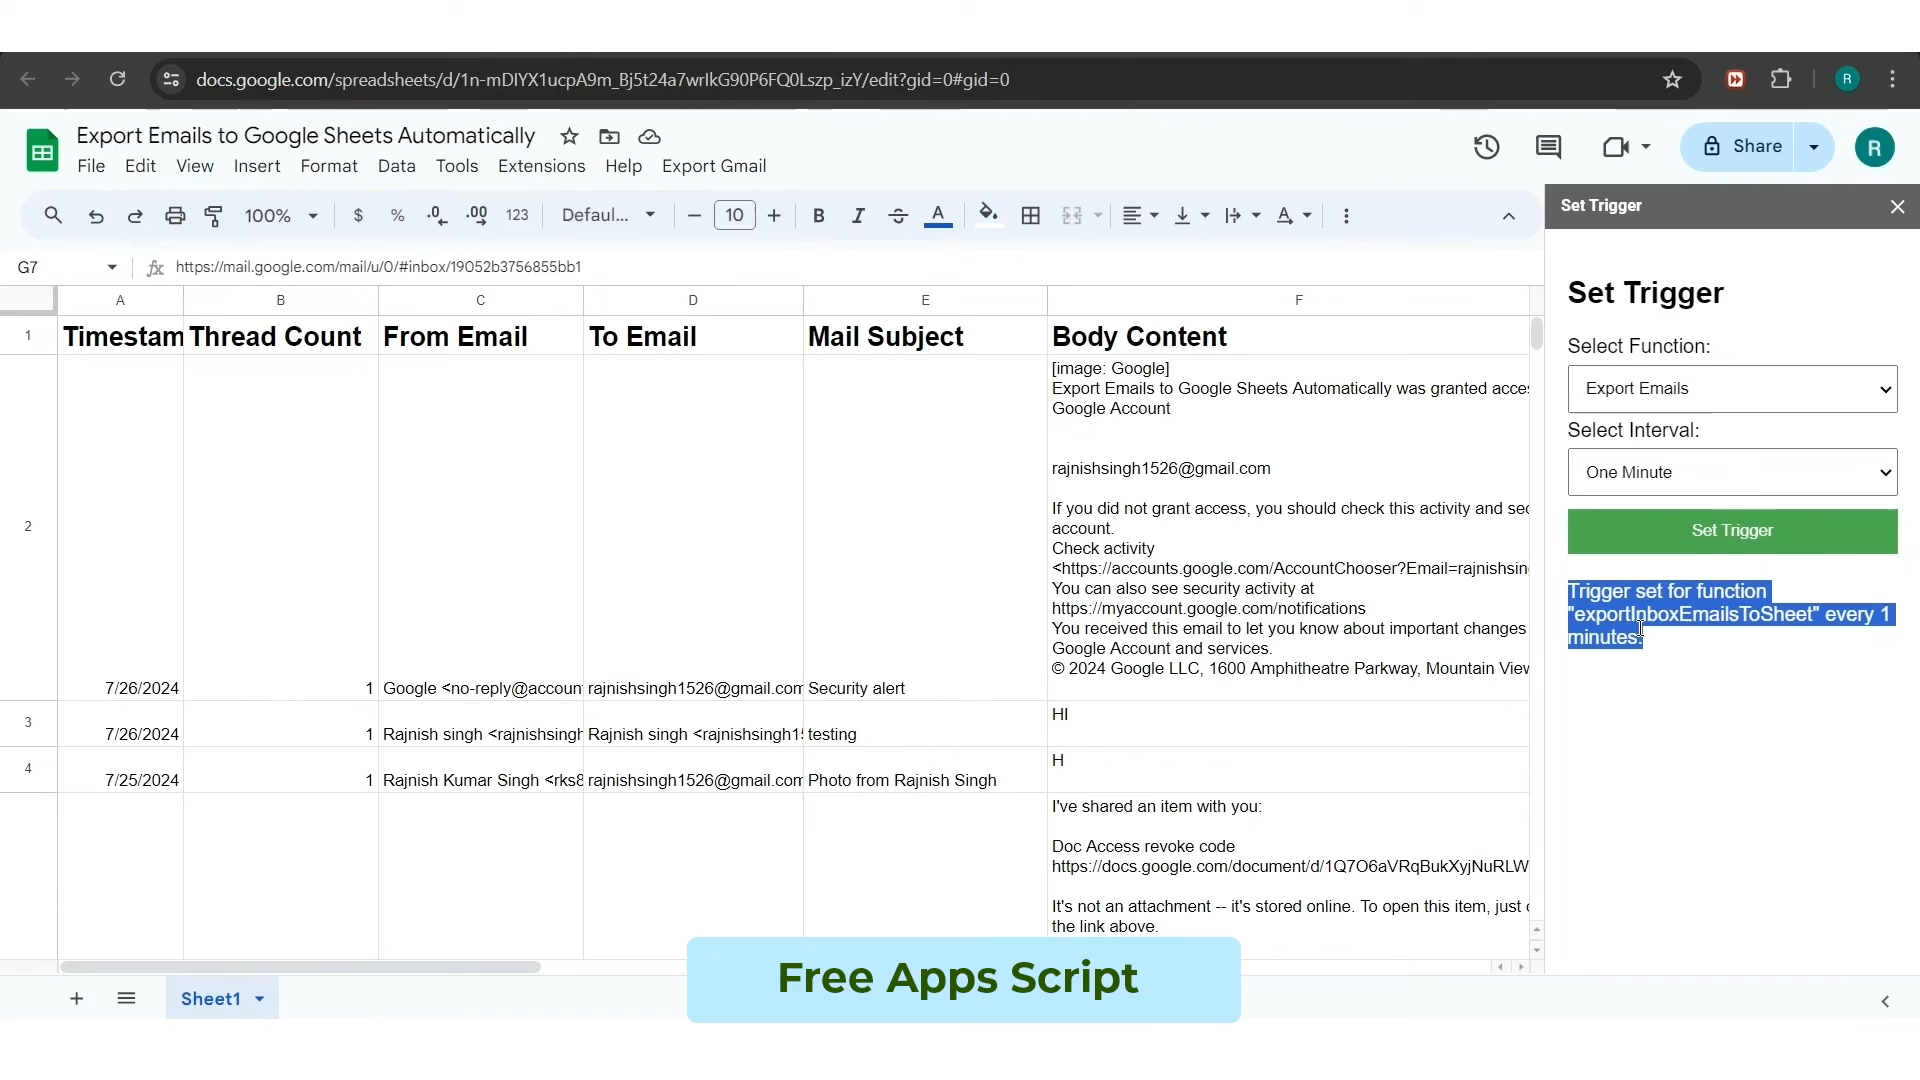 docs.google.com/spreadsheets/d/1n-mDIYX1ucpA9m_Bj5t24a7wrIkG90P6FQ0Lszp_izY/edit?gid=0#gid=0
R
Export Emails to Google Sheets Automatically
File Edit View Insert Format Data Tools Extensions Help Export Gmail
Share
R
100% $ % .0 .00 123 Defaul... 10 B I A
Set Trigger
G7
https://mail.google.com/mail/u/0/#inbox/19052b3756855bb1
A B C D E F
1 Timestam Thread Count From Email To Email Mail Subject Body Content
[image: Google]
Export Emails to Google Sheets Automatically was granted acces
Google Account
rajnishsingh1526@gmail.com
If you did not grant access, you should check this activity and sec
account.
Check activity
<https://accounts.google.com/AccountChooser?Email=rajnishsin
You can also see security activity at
https://myaccount.google.com/notifications
You received this email to let you know about important changes
Google Account and services.
© 2024 Google LLC, 1600 Amphitheatre Parkway, Mountain View
2 7/26/2024 1 Google <no-reply@accoun rajnishsingh1526@gmail.com Security alert
3 7/26/2024 1 Rajnish singh <rajnishsingh Rajnish singh <rajnishsingh1 testing HI
4 7/25/2024 1 Rajnish Kumar Singh <rks8 rajnishsingh1526@gmail.com Photo from Rajnish Singh H
I've shared an item with you:
Doc Access revoke code
https://docs.google.com/document/d/1Q7O6aVRqBukXyjNuRLW
It's not an attachment -- it's stored online. To open this item, just
the link above.
Set Trigger
Select Function:
Export Emails
Select Interval:
One Minute
Set Trigger
Trigger set for function
"exportInboxEmailsToSheet" every 1
minutes.
Sheet1
Free Apps Script